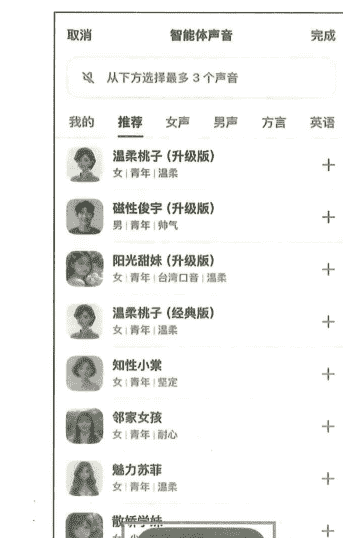 取消 智能体声音 完成
从下方选择最多 3 个声音
我的 推荐 女声 男声 方言 英语
温柔桃子 (升级版)
女 | 青年 | 温柔
磁性俊宇 (升级版)
男 | 青年 | 帅气
阳光甜妹 (升级版)
女 | 青年 | 台湾口音 | 温柔
温柔桃子 (经典版)
女 | 青年 | 温柔
知性小棠
女 | 青年 | 坚定
邻家女孩
女 | 青年 | 耐心
魅力苏菲
女 | 青年 | 温柔